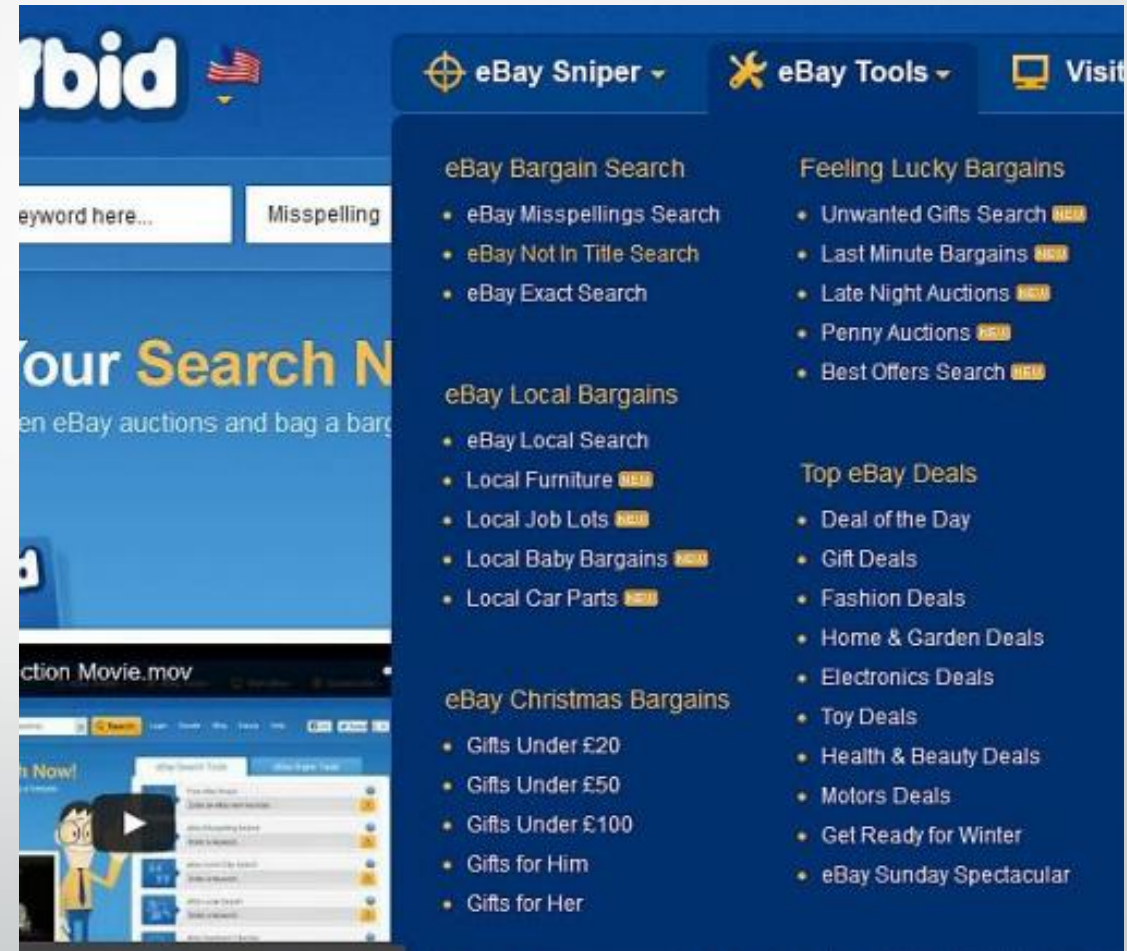 fbid
eBay Sniper
eBay Tools
Visit
eyword here...
Misspelling
our Search N
en eBay auctions and bag a barg
d
ction Movie.mov
Search
h Now!
eBay Bargain Search
eBay Misspellings Search
eBay Not In Title Search
eBay Exact Search
eBay Local Bargains
eBay Local Search
Local Furniture NEW
Local Job Lots NEW
Local Baby Bargains NEW
Local Car Parts NEW
eBay Christmas Bargains
Gifts Under £20
Gifts Under £50
Gifts Under £100
Gifts for Him
Gifts for Her
Feeling Lucky Bargains
Unwanted Gifts Search NEW
Last Minute Bargains NEW
Late Night Auctions NEW
Penny Auctions NEW
Best Offers Search NEW
Top eBay Deals
Deal of the Day
Gift Deals
Fashion Deals
Home & Garden Deals
Electronics Deals
Toy Deals
Health & Beauty Deals
Motors Deals
Get Ready for Winter
eBay Sunday Spectacular